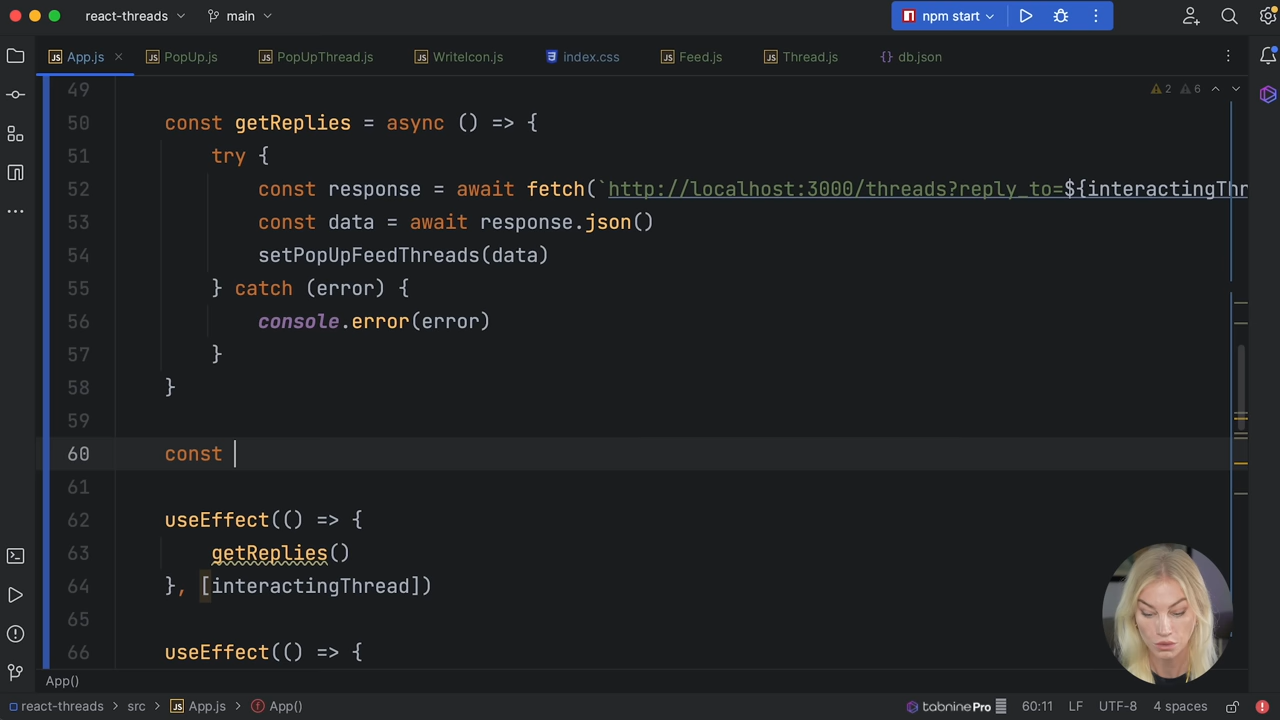 react-threads main npm start
App.js PopUp.js PopUpThread.js WriteIcon.js index.css Feed.js Thread.js db.json
49 2 6
50 const getReplies = async () => {
51 try {
52 const response = await fetch(`http://localhost:3000/threads?reply_to=${interactingThr
53 const data = await response.json()
54 setPopUpFeedThreads(data)
55 } catch (error) {
56 console.error(error)
57 }
58 }
59
60 const
61
62 useEffect(() => {
63 getReplies()
64 }, [interactingThread])
65
66 useEffect(() => {
App()
react-threads > src > App.js > App() tabnine Pro 60:11 LF UTF-8 4 spaces